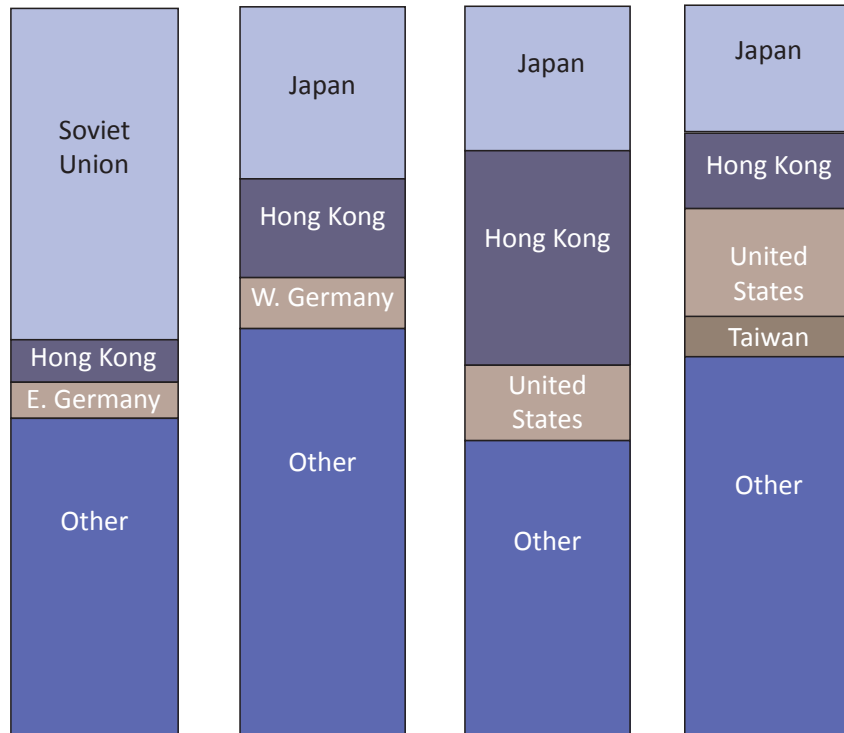 Soviet
Union
Hong Kong
E. Germany
Other
Japan
Hong Kong
W. Germany
Other
Japan
Hong Kong
United
States
Other
Japan
Hong Kong
United
States
Taiwan
Other